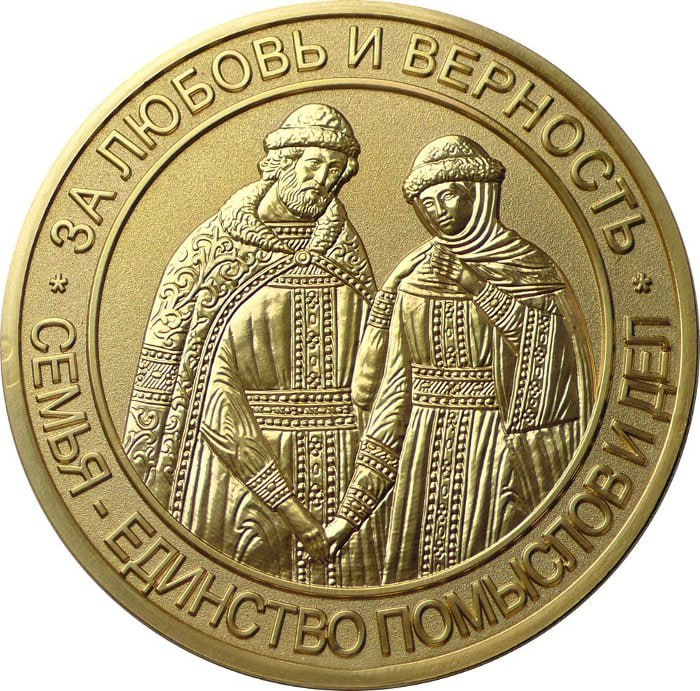 ЗА ЛЮБОВЬ И ВЕРНОСТЬ
* СЕМЬЯ - ЕДИНСТВО ПОМЫСЛОВ И ДЕЛ *